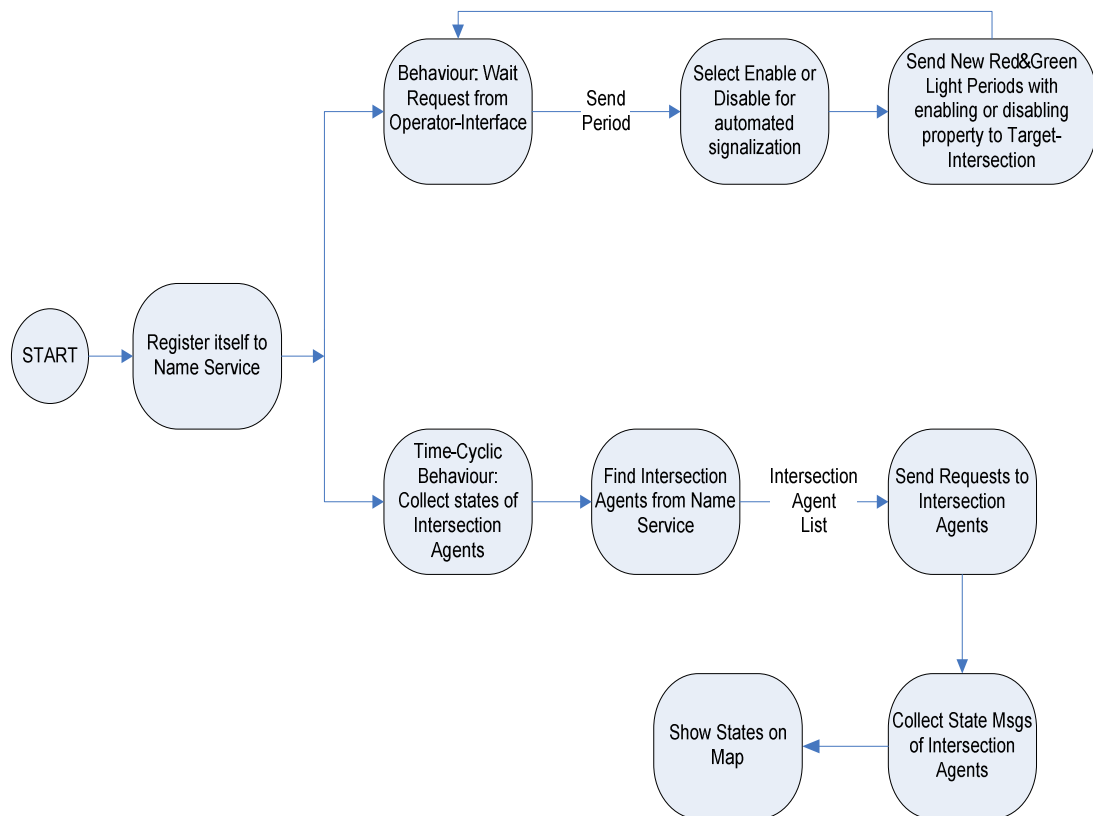 Behaviour: Wait
Request from
Operator-Interface
Send
Period
Select Enable or
Disable for
automated
signalization
Send New Red&Green
Light Periods with
enabling or disabling
property to Target-
Intersection
START
Register itself to
Name Service
Time-Cyclic
Behaviour:
Collect states of
Intersection
Agents
Find Intersection
Agents from Name
Service
Intersection
Agent
List
Send Requests to
Intersection
Agents
Collect State Msgs
of Intersection
Agents
Show States on
Map